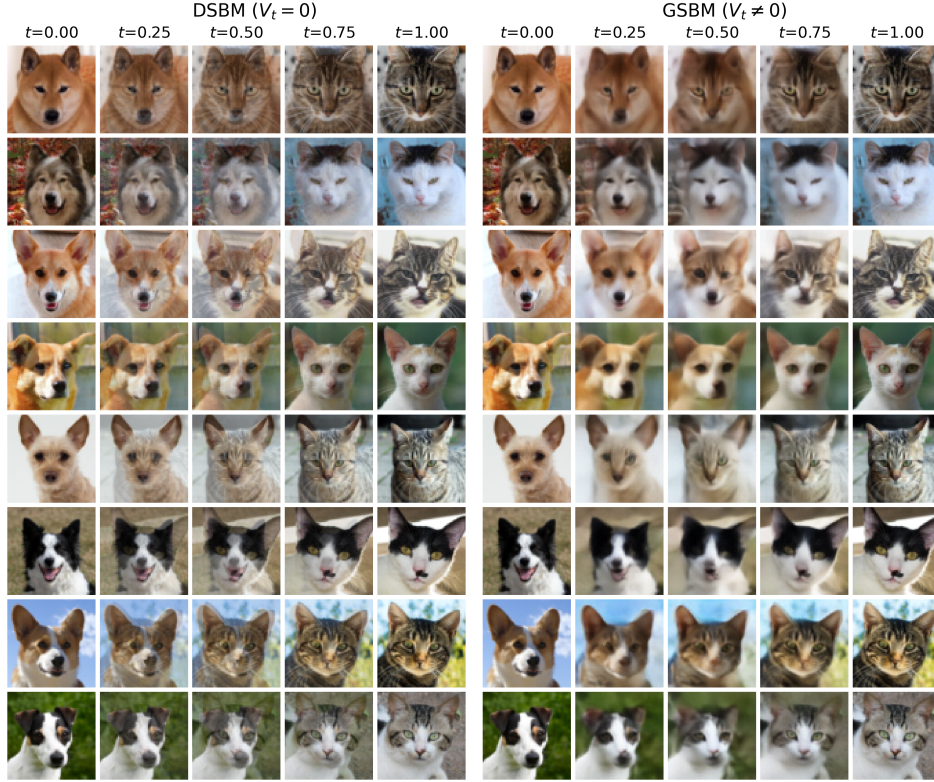 DSBM (V_t = 0) GSBM (V_t ≠ 0)
t=0.00 t=0.25 t=0.50 t=0.75 t=1.00 t=0.00 t=0.25 t=0.50 t=0.75 t=1.00